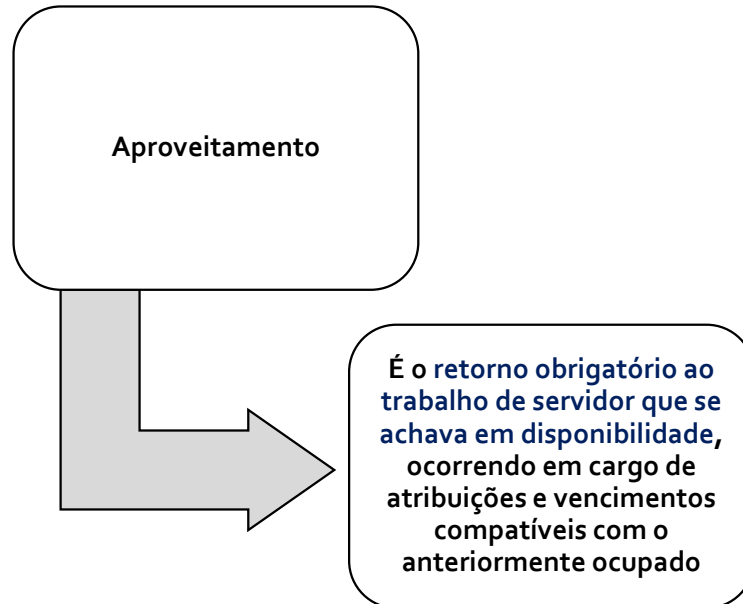 Aproveitamento
É o retorno obrigatório ao
trabalho de servidor que se
achava em disponibilidade,
ocorrendo em cargo de
atribuições e vencimentos
compatíveis com o
anteriormente ocupado